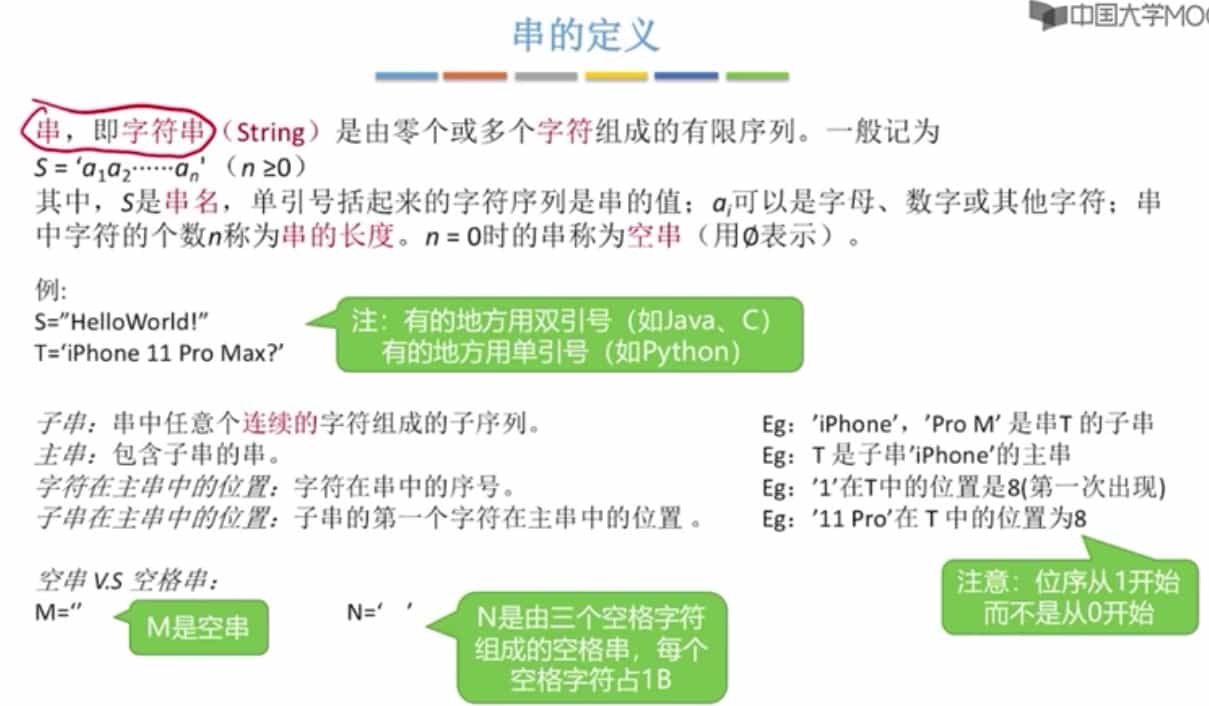 中国大学MOO
串的定义
串，即字符串（String）是由零个或多个字符组成的有限序列。一般记为
S = ‘a₁a₂······aₙ' （n ≥0）
其中，S是串名，单引号括起来的字符序列是串的值；aᵢ可以是字母、数字或其他字符；串
中字符的个数n称为串的长度。n = 0时的串称为空串（用∅表示）。
例:
S=”HelloWorld!”
T=‘iPhone 11 Pro Max?’
注：有的地方用双引号（如Java、C）
有的地方用单引号（如Python）
子串：串中任意个连续的字符组成的子序列。
Eg：’iPhone’，’Pro M’ 是串T 的子串
主串：包含子串的串。
Eg：T 是子串’iPhone’的主串
字符在主串中的位置：字符在串中的序号。
Eg：’1’在T中的位置是8(第一次出现)
子串在主串中的位置：子串的第一个字符在主串中的位置 。
Eg：’11 Pro’在 T 中的位置为8
注意：位序从1开始
而不是从0开始
空串 V.S 空格串：
M=‘’
M是空串
N=‘   ’
N是由三个空格字符
组成的空格串，每个
空格字符占1B